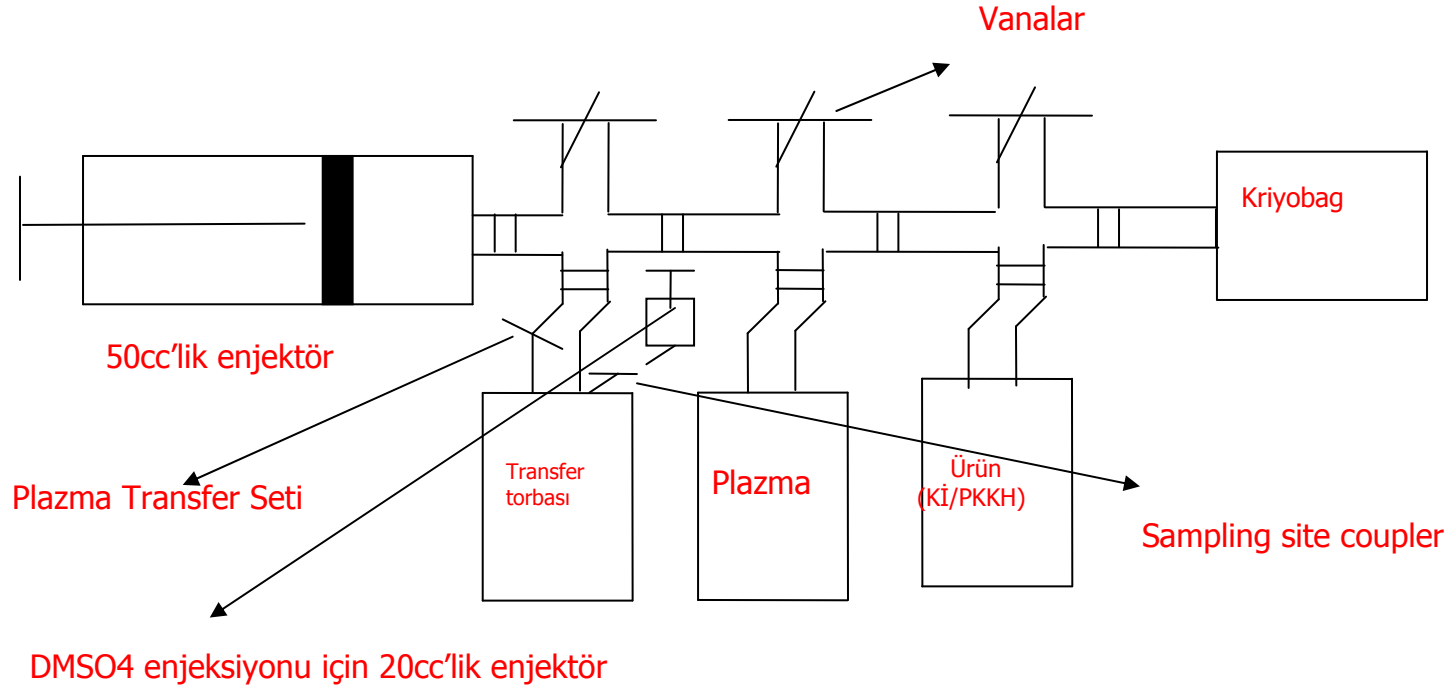 Vanalar
Kriyobag
50cc'lik enjektör
Plazma Transfer Seti
Transfer
torbası
Plazma
Ürün
(Kİ/PKKH)
Sampling site coupler
DMSO4 enjeksiyonu için 20cc'lik enjektör